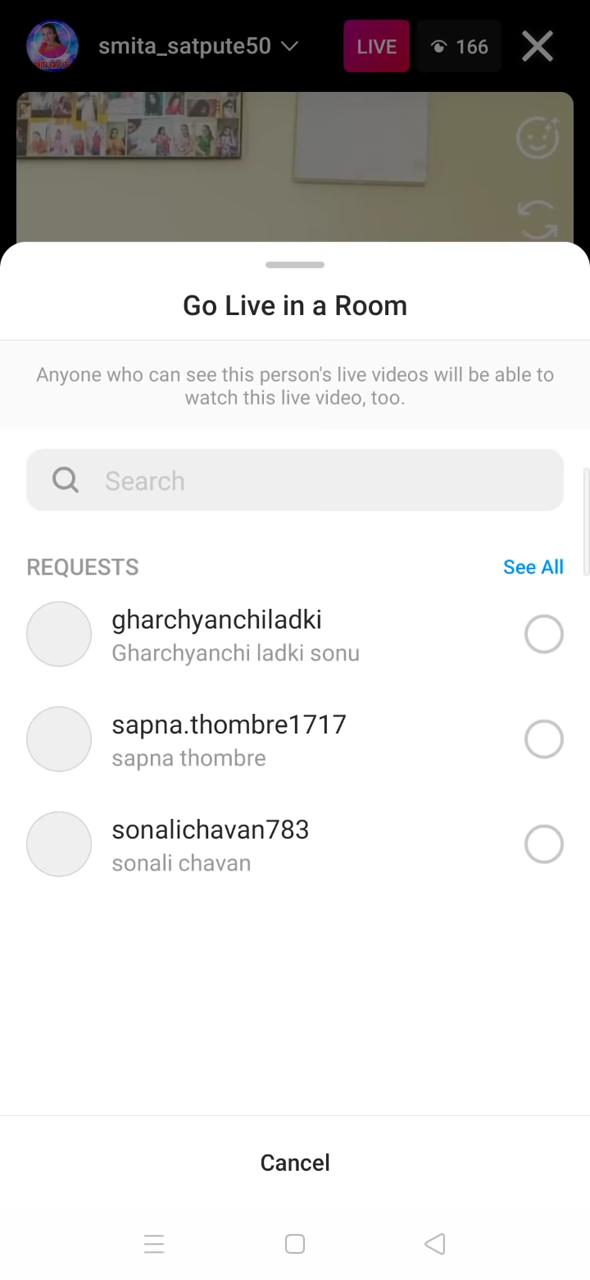 smita_satpute50
LIVE
166
Go Live in a Room
Anyone who can see this person's live videos will be able to
watch this live video, too.
Search
REQUESTS
See All
gharchyanchiladki
Gharchyanchi ladki sonu
sapna.thombre1717
sapna thombre
sonalichavan783
sonali chavan
Cancel